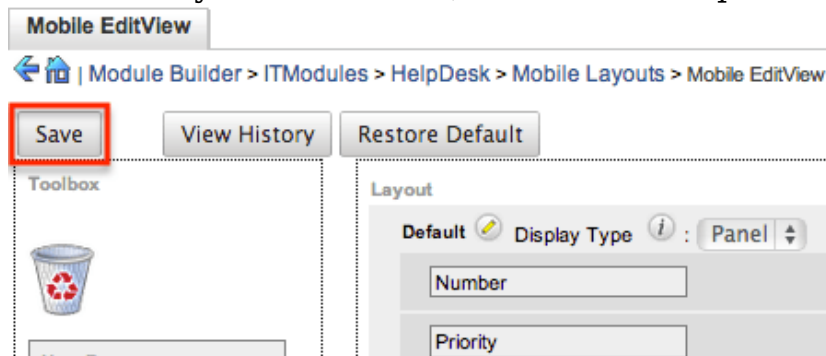 Mobile EditView
| Module Builder > ITModules > HelpDesk > Mobile Layouts > Mobile EditView
Save View History Restore Default
Toolbox
Layout
Default Display Type i : Panel
Number
Priority